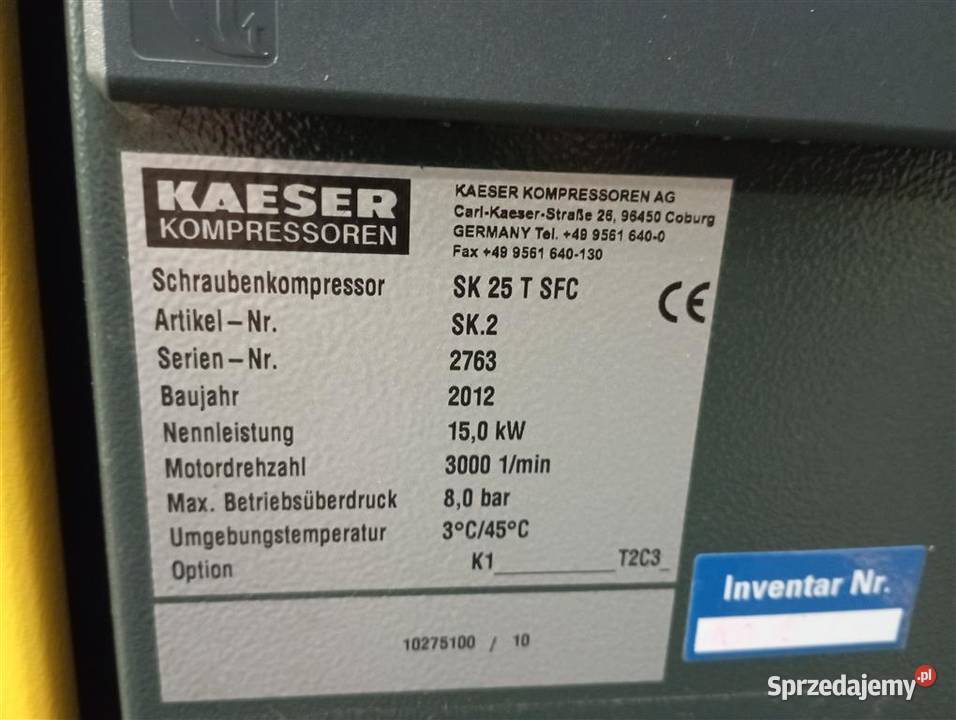 KAESER
KOMPRESSOREN
KAESER KOMPRESSOREN AG
Carl-Kaeser-Straße 26, 96450 Coburg
GERMANY Tel. +49 9561 640-0
Fax +49 9561 640-130
Schraubenkompressor SK 25 T SFC
CE
Artikel-Nr. SK.2
Serien-Nr. 2763
Baujahr 2012
Nennleistung 15,0 kW
Motordrehzahl 3000 1/min
Max. Betriebsüberdruck 8,0 bar
Umgebungstemperatur 3°C/45°C
Option K1__________T2C3_
10275100 / 10
Inventar Nr.
Sprzedajemy.pl